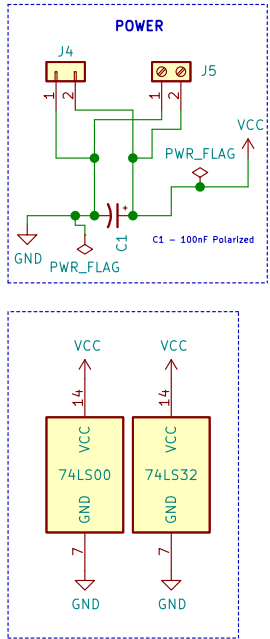 POWER
J4
J5
1
2
1
2
VCC
PWR_FLAG
C1
+
C1 - 100nF Polarized
GND
PWR_FLAG
VCC
VCC
14
14
VCC
VCC
74LS00
74LS32
GND
GND
7
7
GND
GND